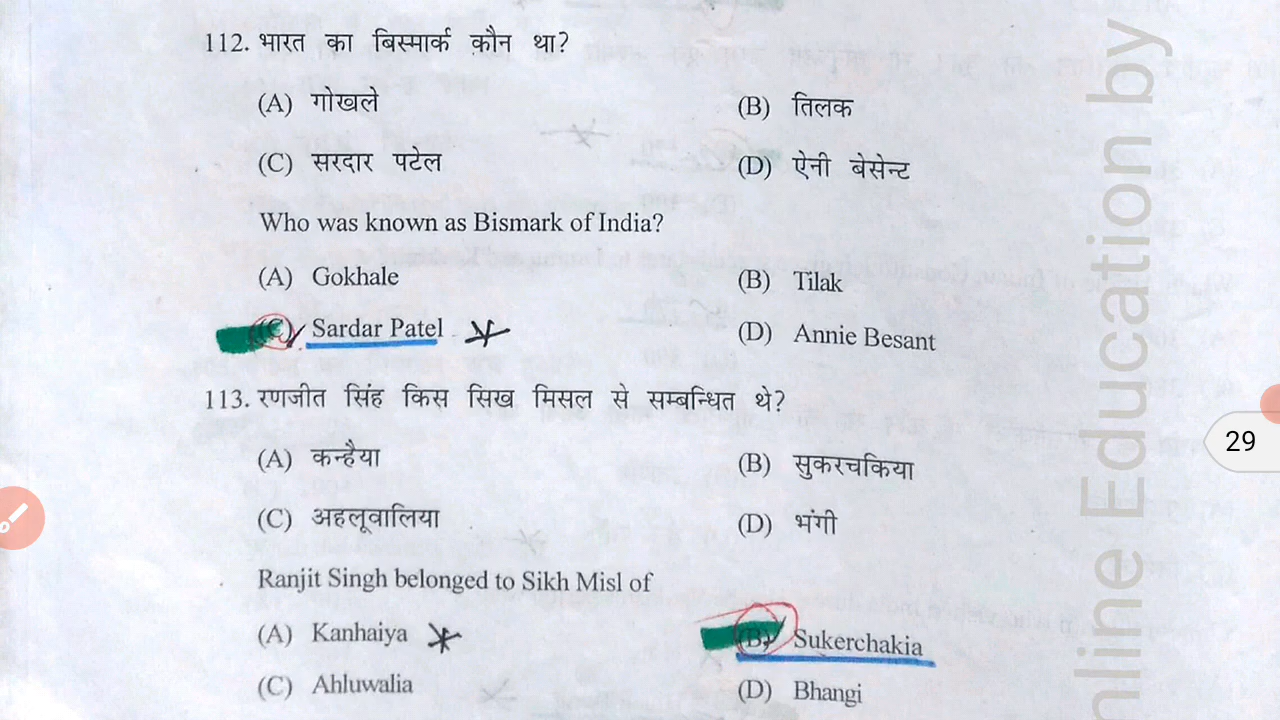 112. भारत का बिस्मार्क कौन था?
(A) गोखले (B) तिलक
(C) सरदार पटेल (D) ऐनी बेसेन्ट
Who was known as Bismark of India?
(A) Gokhale (B) Tilak
(C) Sardar Patel (D) Annie Besant
113. रणजीत सिंह किस सिख मिसल से सम्बन्धित थे?
(A) कन्हैया (B) सुकरचकिया
(C) अहलूवालिया (D) भंगी
Ranjit Singh belonged to Sikh Misl of
(A) Kanhaiya (B) Sukerchakia
(C) Ahluwalia (D) Bhangi
29
nline Education by